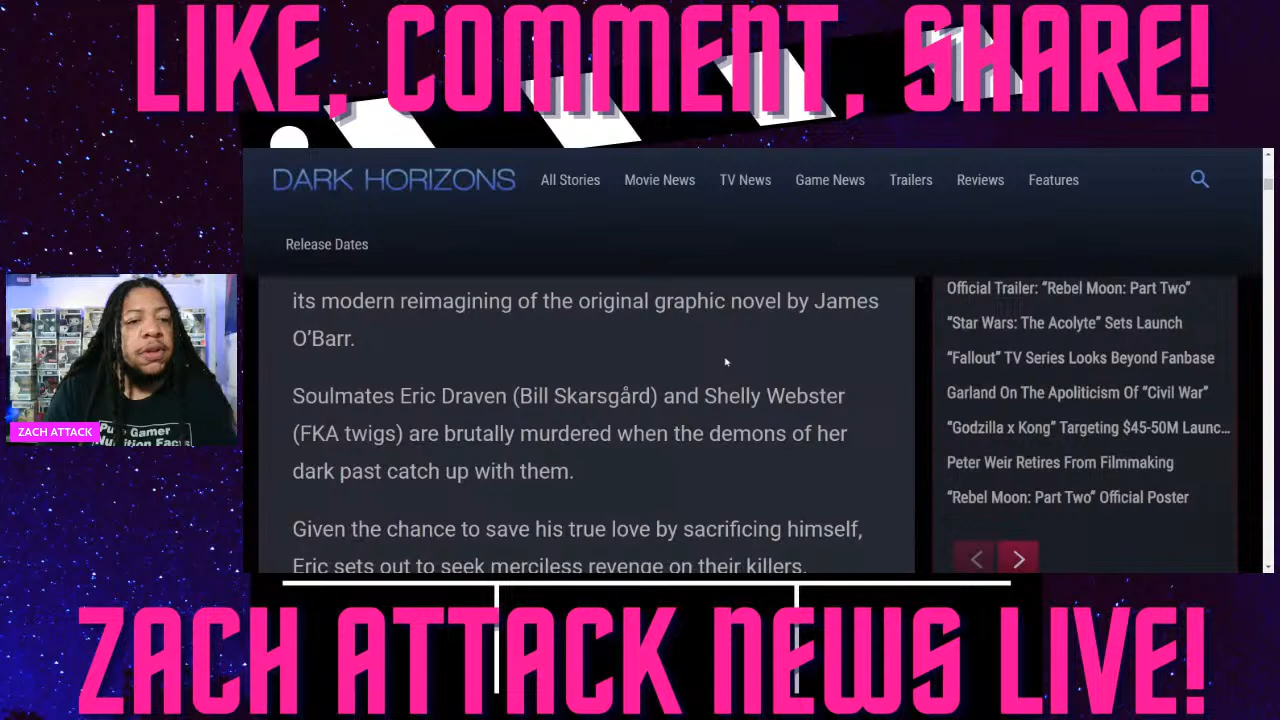 LIKE, COMMENT, SHARE!
DARK HORIZONS
All Stories
Movie News
TV News
Game News
Trailers
Reviews
Features
Release Dates
its modern reimagining of the original graphic novel by James
O’Barr.
Soulmates Eric Draven (Bill Skarsgård) and Shelly Webster
(FKA twigs) are brutally murdered when the demons of her
dark past catch up with them.
Given the chance to save his true love by sacrificing himself,
Eric sets out to seek merciless revenge on their killers,
Official Trailer: “Rebel Moon: Part Two”
“Star Wars: The Acolyte” Sets Launch
“Fallout” TV Series Looks Beyond Fanbase
Garland On The Apoliticism Of “Civil War”
“Godzilla x Kong” Targeting $45-50M Launc...
Peter Weir Retires From Filmmaking
“Rebel Moon: Part Two” Official Poster
Gamer
Facts
ZACH ATTACK
ZACH ATTACK NEWS LIVE!